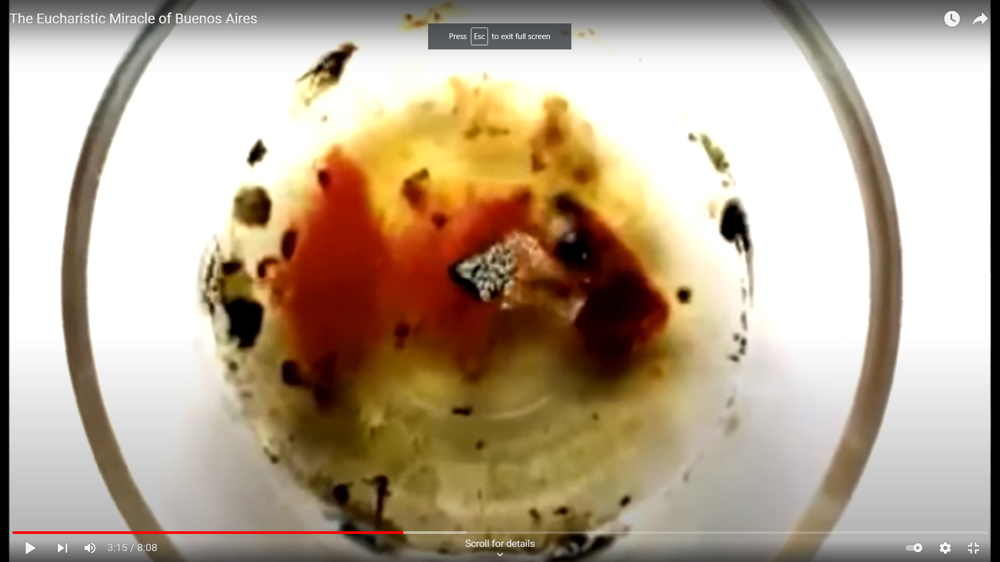 The Eucharistic Miracle of Buenos Aires
Press Esc to exit full screen
Scroll for details
3:15 / 8:08